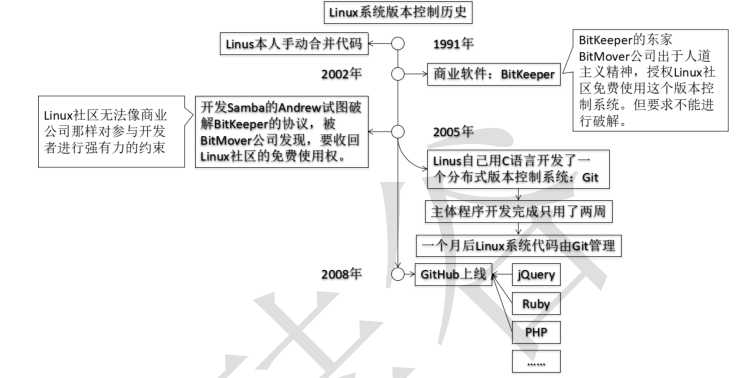 Linux系统版本控制历史
Linus本人手动合并代码
1991年
2002年
商业软件：BitKeeper
BitKeeper的东家
BitMover公司出于人道
主义精神，授权Linux社
区免费使用这个版本控
制系统。但要求不能进
行破解。
Linux社区无法像商业
公司那样对参与开发
者进行强有力的约束
开发Samba的Andrew试图破
解BitKeeper的协议，被
BitMover公司发现，要收回
Linux社区的免费使用权。
2005年
Linus自己用C语言开发了一
个分布式版本控制系统：Git
主体程序开发完成只用了两周
一个月后Linux系统代码由Git管理
2008年
GitHub上线
jQuery
Ruby
PHP
……